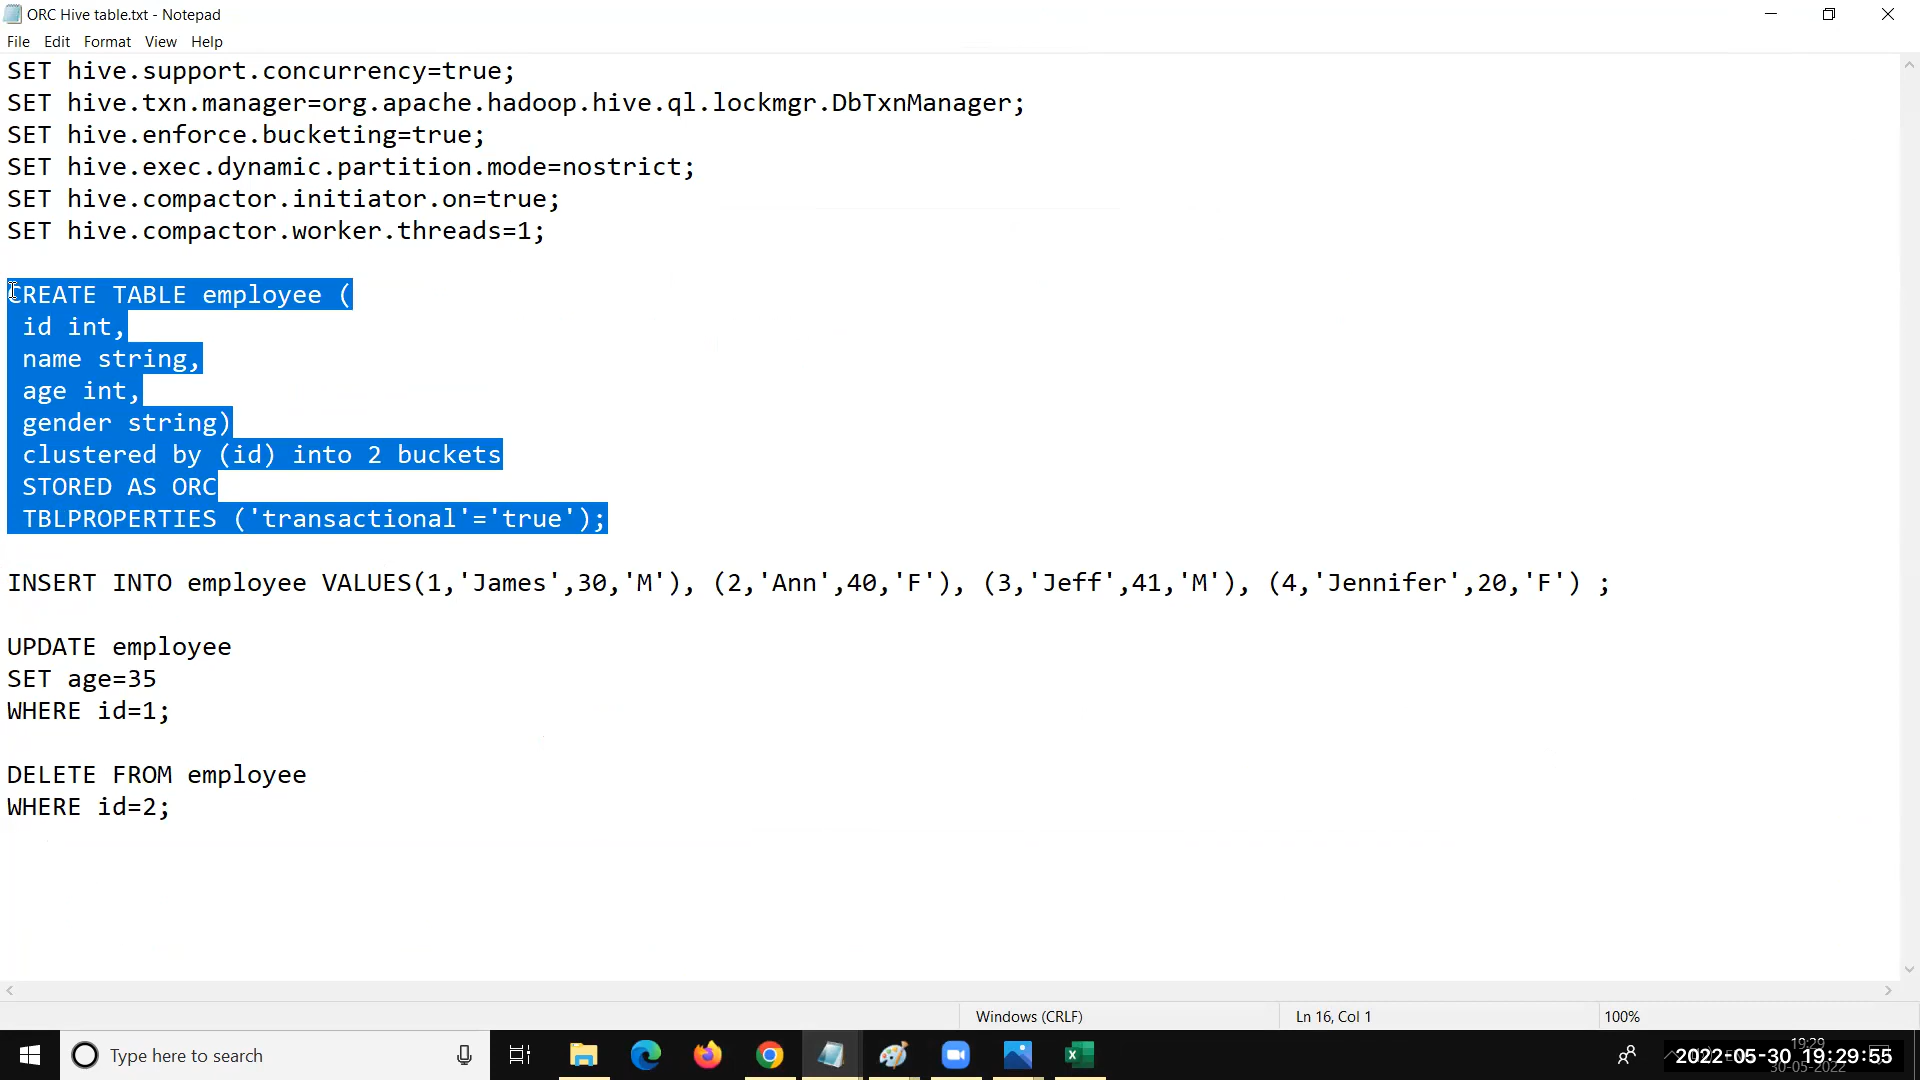 ORC Hive table.txt - Notepad
File Edit Format View Help
SET hive.support.concurrency=true;
SET hive.txn.manager=org.apache.hadoop.hive.ql.lockmgr.DbTxnManager;
SET hive.enforce.bucketing=true;
SET hive.exec.dynamic.partition.mode=nostrict;
SET hive.compactor.initiator.on=true;
SET hive.compactor.worker.threads=1;
CREATE TABLE employee (
id int,
name string,
age int,
gender string)
clustered by (id) into 2 buckets
STORED AS ORC
TBLPROPERTIES ('transactional'='true');
INSERT INTO employee VALUES(1,'James',30,'M'), (2,'Ann',40,'F'), (3,'Jeff',41,'M'), (4,'Jennifer',20,'F') ;
UPDATE employee
SET age=35
WHERE id=1;
DELETE FROM employee
WHERE id=2;
Windows (CRLF) Ln 16, Col 1 100%
Type here to search
19:29
2022-05-30 19:29:55
30-05-2022